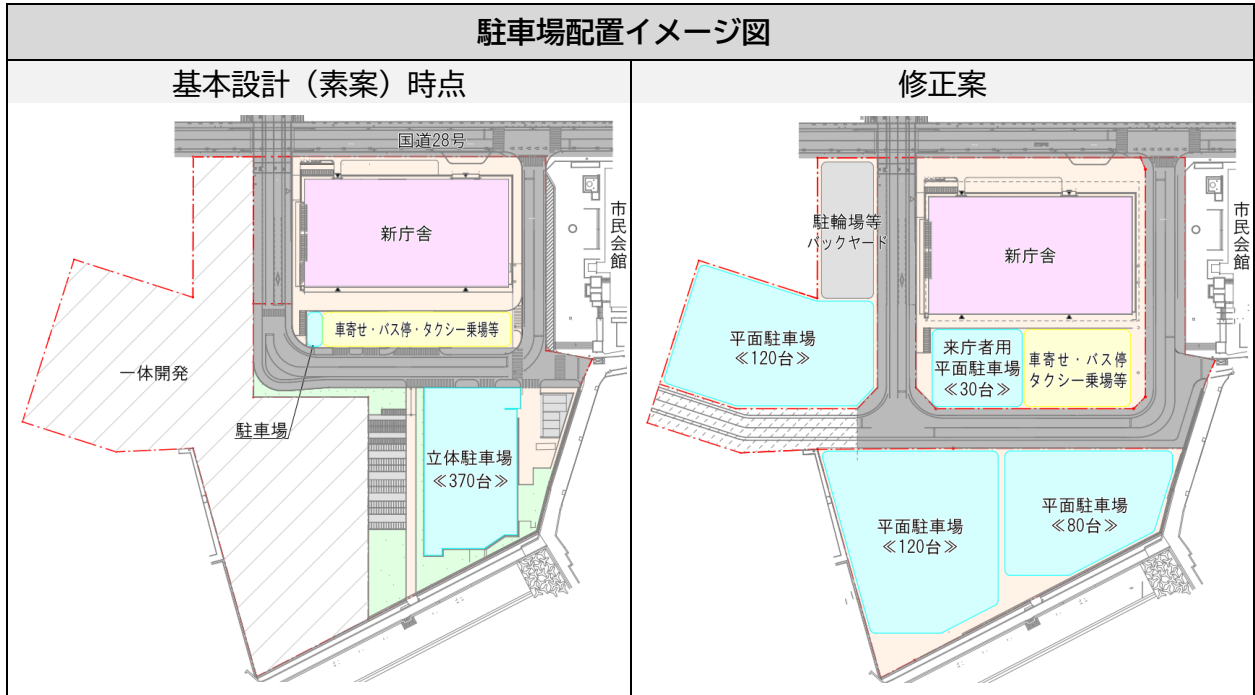 駐車場配置イメージ図
基本設計（素案）時点
国道28号
新庁舎
市民会館
車寄せ・バス停・タクシー乗場等
一体開発
駐車場
立体駐車場
≪370台≫
修正案
駐輪場等
バックヤード
新庁舎
市民会館
平面駐車場
≪120台≫
来庁者用
平面駐車場
≪30台≫
車寄せ・バス停
タクシー乗場等
平面駐車場
≪120台≫
平面駐車場
≪80台≫